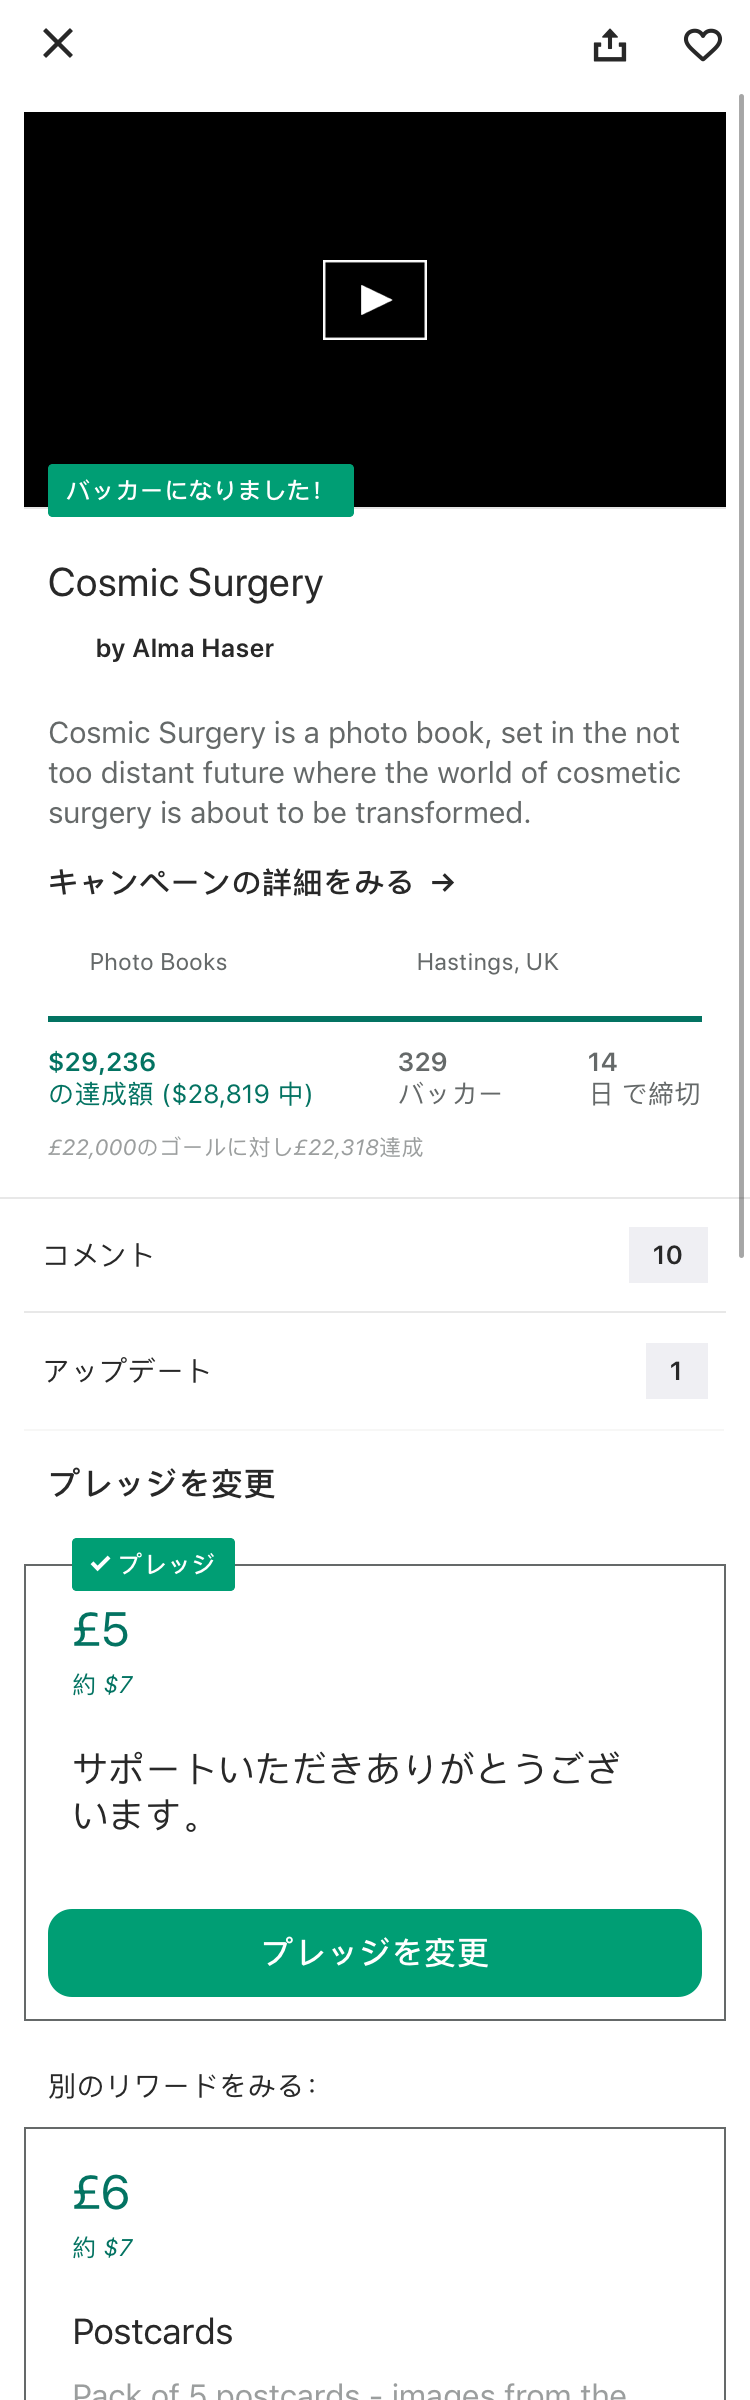 バッカーになりました!
Cosmic Surgery
by Alma Haser
Cosmic Surgery is a photo book, set in the not
too distant future where the world of cosmetic
surgery is about to be transformed.
キャンペーンの詳細をみる →
Photo Books
Hastings, UK
$29,236
の達成額 ($28,819 中)
329
バッカー
14
日 で締切
£22,000のゴールに対し£22,318達成
コメント
10
アップデート
1
プレッジを変更
プレッジ
£5
約 $7
サポートいただきありがとうござ
います。
プレッジを変更
別のリワードをみる:
£6
約 $7
Postcards
Pack of 5 postcards - images from the